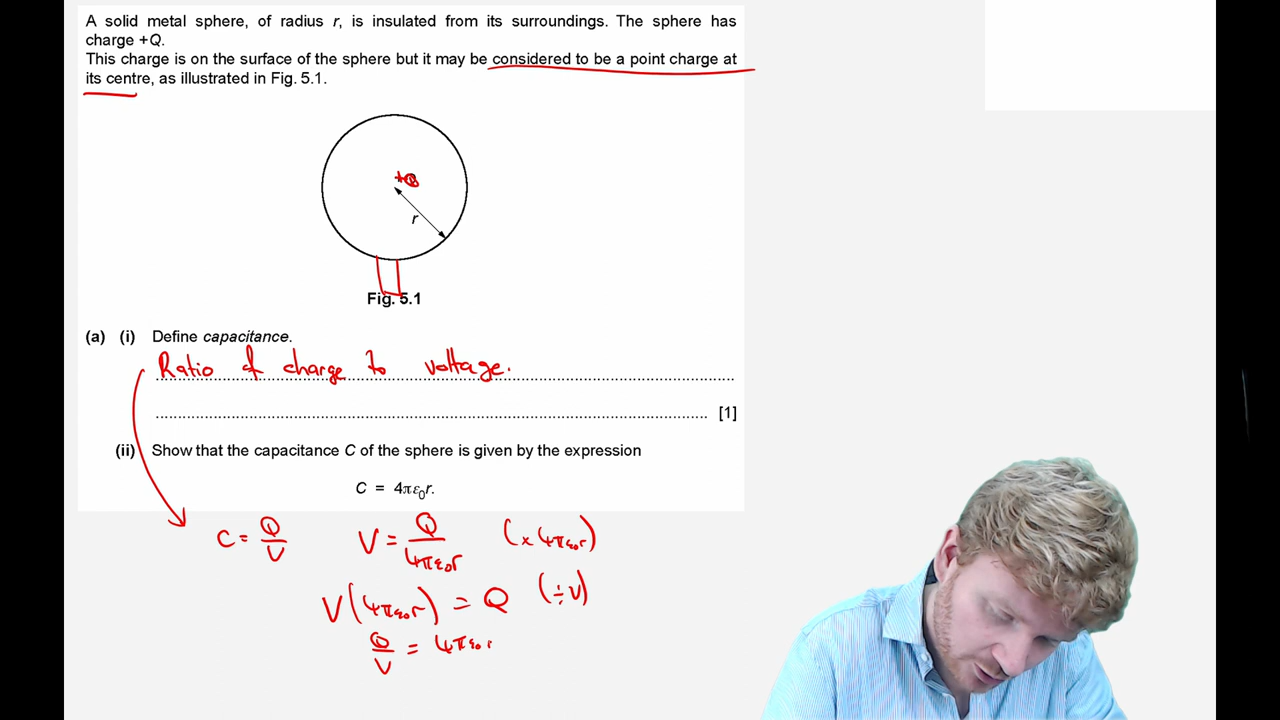 A solid metal sphere, of radius r, is insulated from its surroundings. The sphere has
charge +Q.
This charge is on the surface of the sphere but it may be considered to be a point charge at
its centre, as illustrated in Fig. 5.1.
+Q
r
Fig. 5.1
(a) (i) Define capacitance.
Ratio of charge to voltage.
[1]
(ii) Show that the capacitance C of the sphere is given by the expression
C = 4πε₀r.
C = Q/V V = Q/4πε₀r (×4πε₀r)
V(4πε₀r) = Q (÷V)
Q/V = 4πε₀r